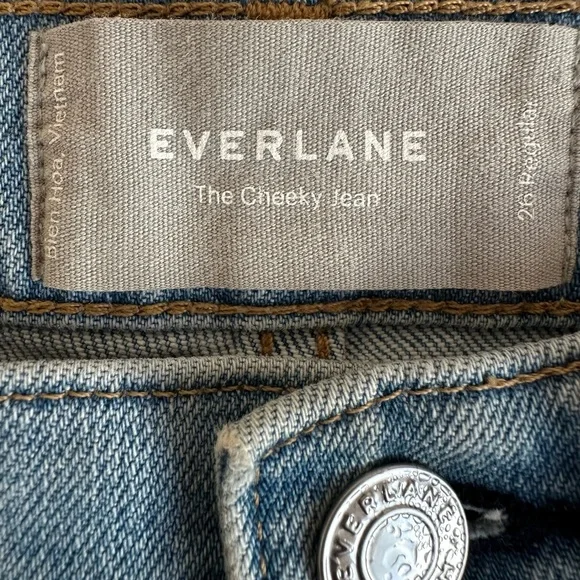 EVERLANE
The Cheeky Jean
Bien Hoa, Vietnam
26 Regular
EVERLANE